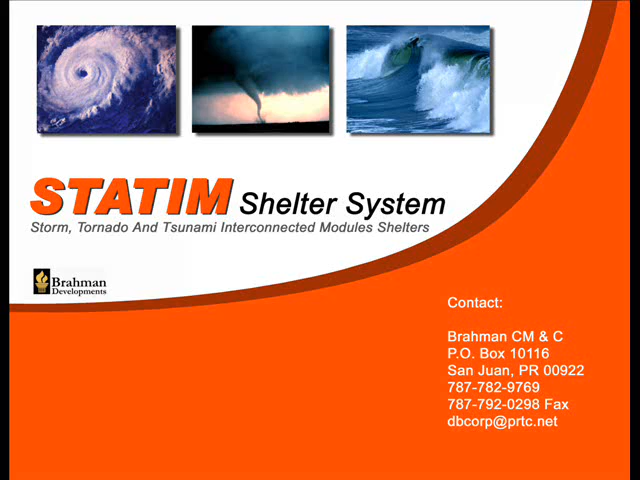 STATIM Shelter System
Storm, Tornado And Tsunami Interconnected Modules Shelters
Brahman
Developments
Contact:
Brahman CM & C
P.O. Box 10116
San Juan, PR 00922
787-782-9769
787-792-0298 Fax
dbcorp@prtc.net